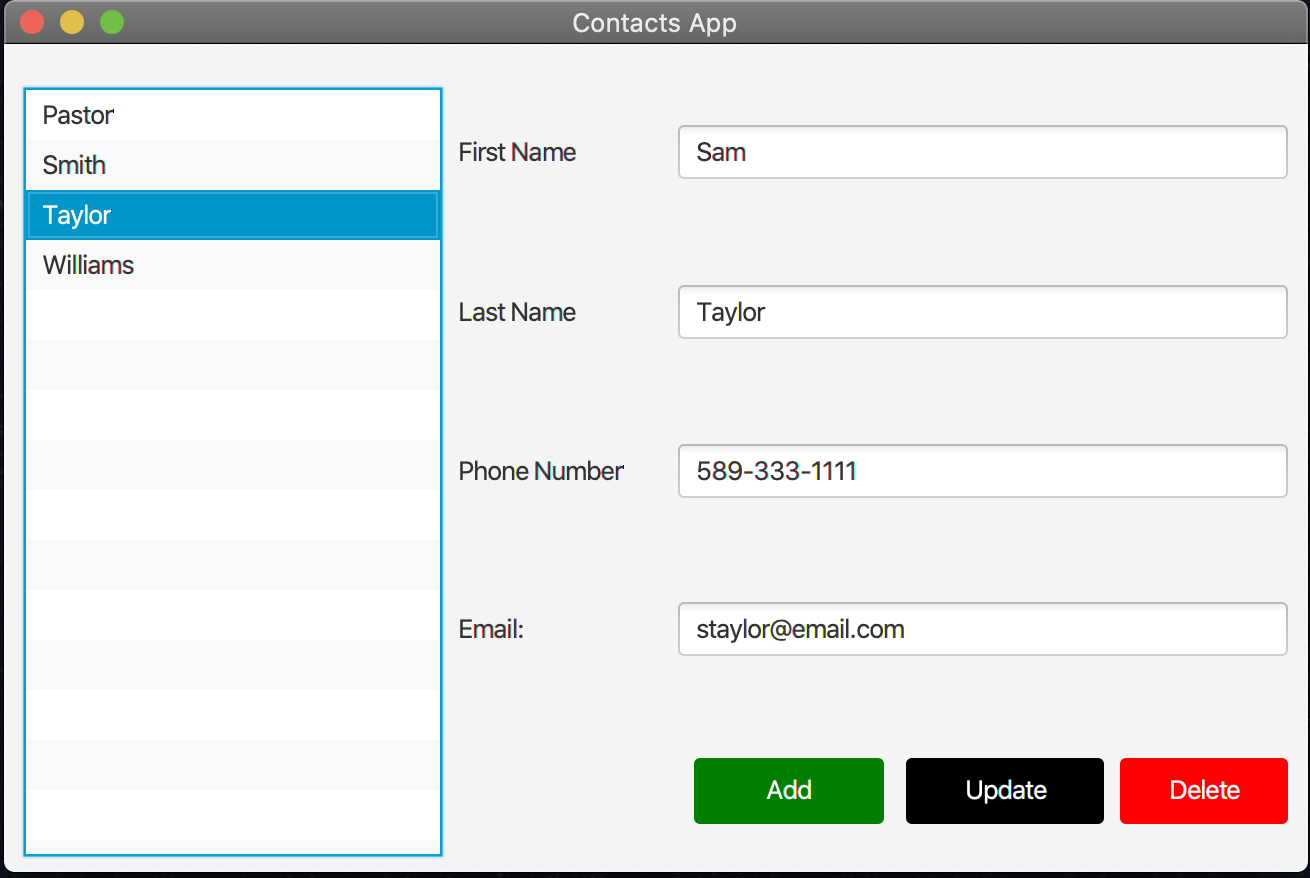 Contacts App
Pastor
Smith
Taylor
Williams
First Name
Sam
Last Name
Taylor
Phone Number
589-333-1111
Email:
staylor@email.com
Add
Update
Delete